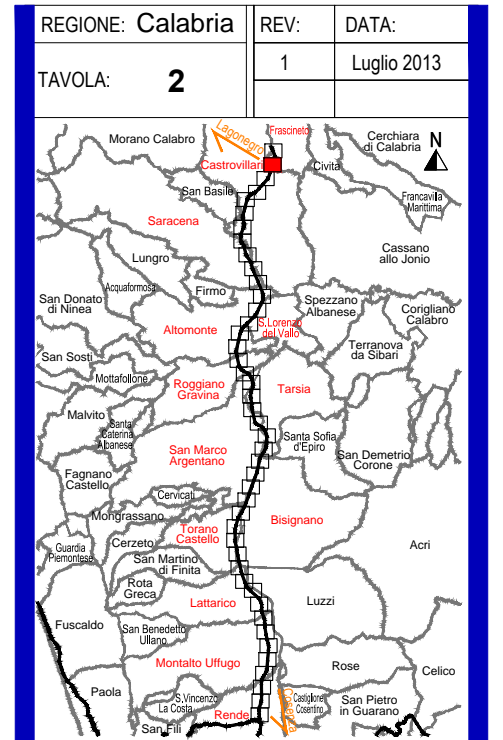 REGIONE: Calabria
REV:
DATA:
TAVOLA: 2
1
Luglio 2013
Lagonegro
Frascineto
Morano Calabro
Cerchiara
di Calabria
N
Castrovillari
Civita
San Basile
Francavilla
Marittima
Saracena
Cassano
allo Jonio
Lungro
Acquaformosa
Firmo
San Donato
di Ninea
Spezzano
Albanese
Corigliano
Calabro
S.Lorenzo
del Vallo
Altomonte
Terranova
da Sibari
San Sosti
Mottafollone
Roggiano
Gravina
Tarsia
Malvito
Santa
Caterina
Albanese
Santa Sofia
d'Epiro
San Marco
Argentano
San Demetrio
Corone
Fagnano
Castello
Cervicati
Mongrassano
Bisignano
Torano
Castello
Guardia
Piemontese
Cerzeto
Acri
San Martino
di Finita
Rota
Greca
Lattarico
Luzzi
Fuscaldo
San Benedetto
Ullano
Montalto Uffugo
Rose
Celico
Paola
S.Vincenzo
La Costa
Cosenza
Castiglione
Cosentino
San Pietro
in Guarano
Rende
San Fili